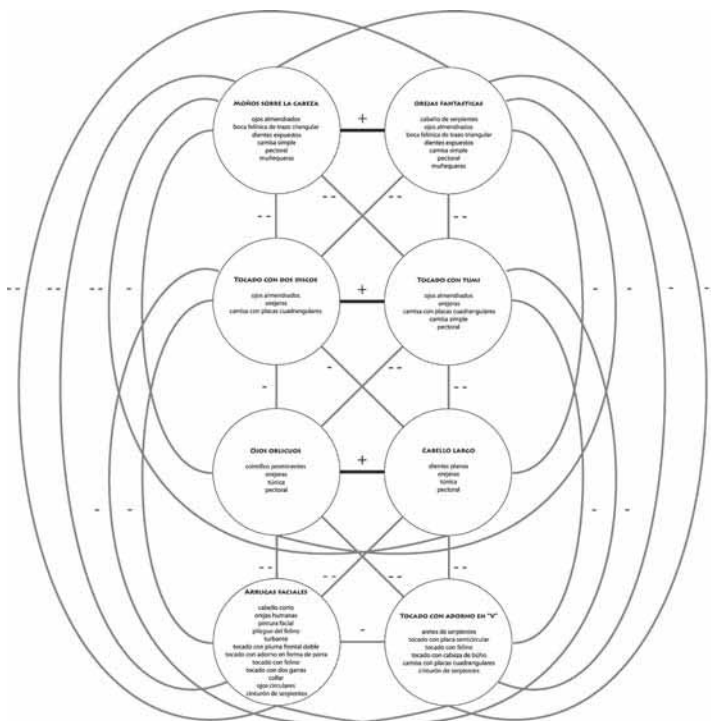 MOÑOS SOBRE LA CABEZA
ojos almendrados
boca felínica de trazo triangular
dientes expuestos
camisa simple
pectoral
muñequeras
+
OREJAS FANTASTICAS
cabello de serpientes
ojos almendrados
boca felínica de trazo triangular
dientes expuestos
camisa simple
pectoral
muñequeras
-- -- -- --
-- -- -- - - - - -
TOCADO CON DOS DISCOS
ojos almendrados
orejeras
camisa con placas cuadrangulares
+
TOCADO CON TUMI
ojos almendrados
orejeras
camisa con placas cuadrangulares
camisa simple
pectoral
- - -- --
OJOS OBLICUOS
colmillos prominentes
orejeras
túnica
pectoral
+
CABELLO LARGO
dientes planos
orejeras
túnica
pectoral
- - - -
-- -- -- --
ARRUGAS FACIALES
cabello corto
orejas humanas
pintura facial
pliegue del felino
turbante
tocado con pluma frontal doble
tocado con adorno en forma de porra
tocado con felino
tocado con dos garras
collar
ojos circulares
cinturón de serpientes
-
TOCADO CON ADORNO EN "V"
aretes de serpientes
tocado con placa semicircular
tocado con felino
tocado con cabeza de búho
camisa con placas cuadrangulares
cinturón de serpientes